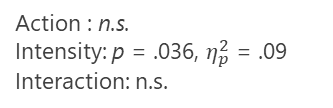 Action : n.s.
Intensity: p = .036, η²ₚ = .09
Interaction: n.s.